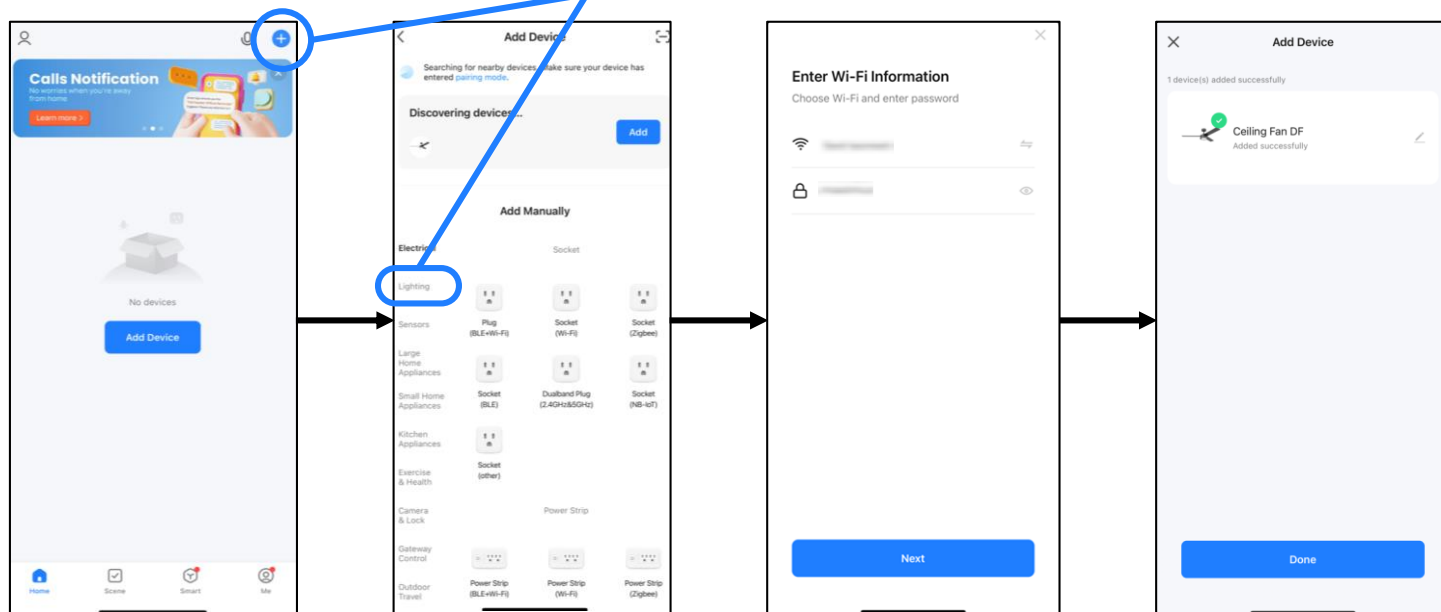 Calls Notification
No worries when you're away
from home
Learn more >
No devices
Add Device
Home
Scene
Smart
Me
Add Device
Searching for nearby devices. Make sure your device has
entered pairing mode.
Discovering devices...
Add
Add Manually
Electrical
Socket
Lighting
Sensors
Large
Home
Appliances
Small Home
Appliances
Kitchen
Appliances
Exercise
& Health
Camera
& Lock
Gateway
Control
Outdoor
Travel
Plug
(BLE+Wi-Fi)
Socket
(Wi-Fi)
Socket
(Zigbee)
Socket
(BLE)
Dualband Plug
(2.4GHz&5GHz)
Socket
(NB-IoT)
Socket
(other)
Power Strip
Power Strip
(BLE+Wi-Fi)
Power Strip
(Wi-Fi)
Power Strip
(Zigbee)
Enter Wi-Fi Information
Choose Wi-Fi and enter password
Next
Add Device
1 device(s) added successfully
Ceiling Fan DF
Added successfully
Done